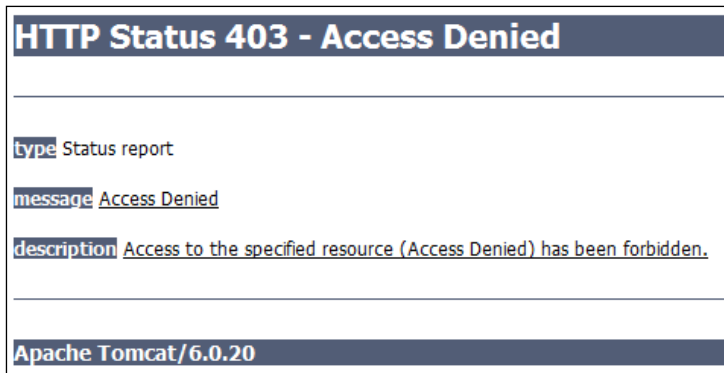 HTTP Status 403 - Access Denied
type Status report
message Access Denied
description Access to the specified resource (Access Denied) has been forbidden.
Apache Tomcat/6.0.20